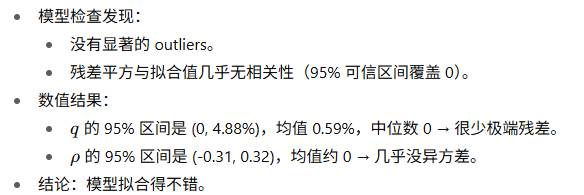 模型检查发现：
没有显著的 outliers。
残差平方与拟合值几乎无相关性（95% 可信区间覆盖 0）。
数值结果：
q 的 95% 区间是 (0, 4.88%)，均值 0.59%，中位数 0 → 很少极端残差。
ρ 的 95% 区间是 (-0.31, 0.32)，均值约 0 → 几乎没异方差。
结论：模型拟合得不错。